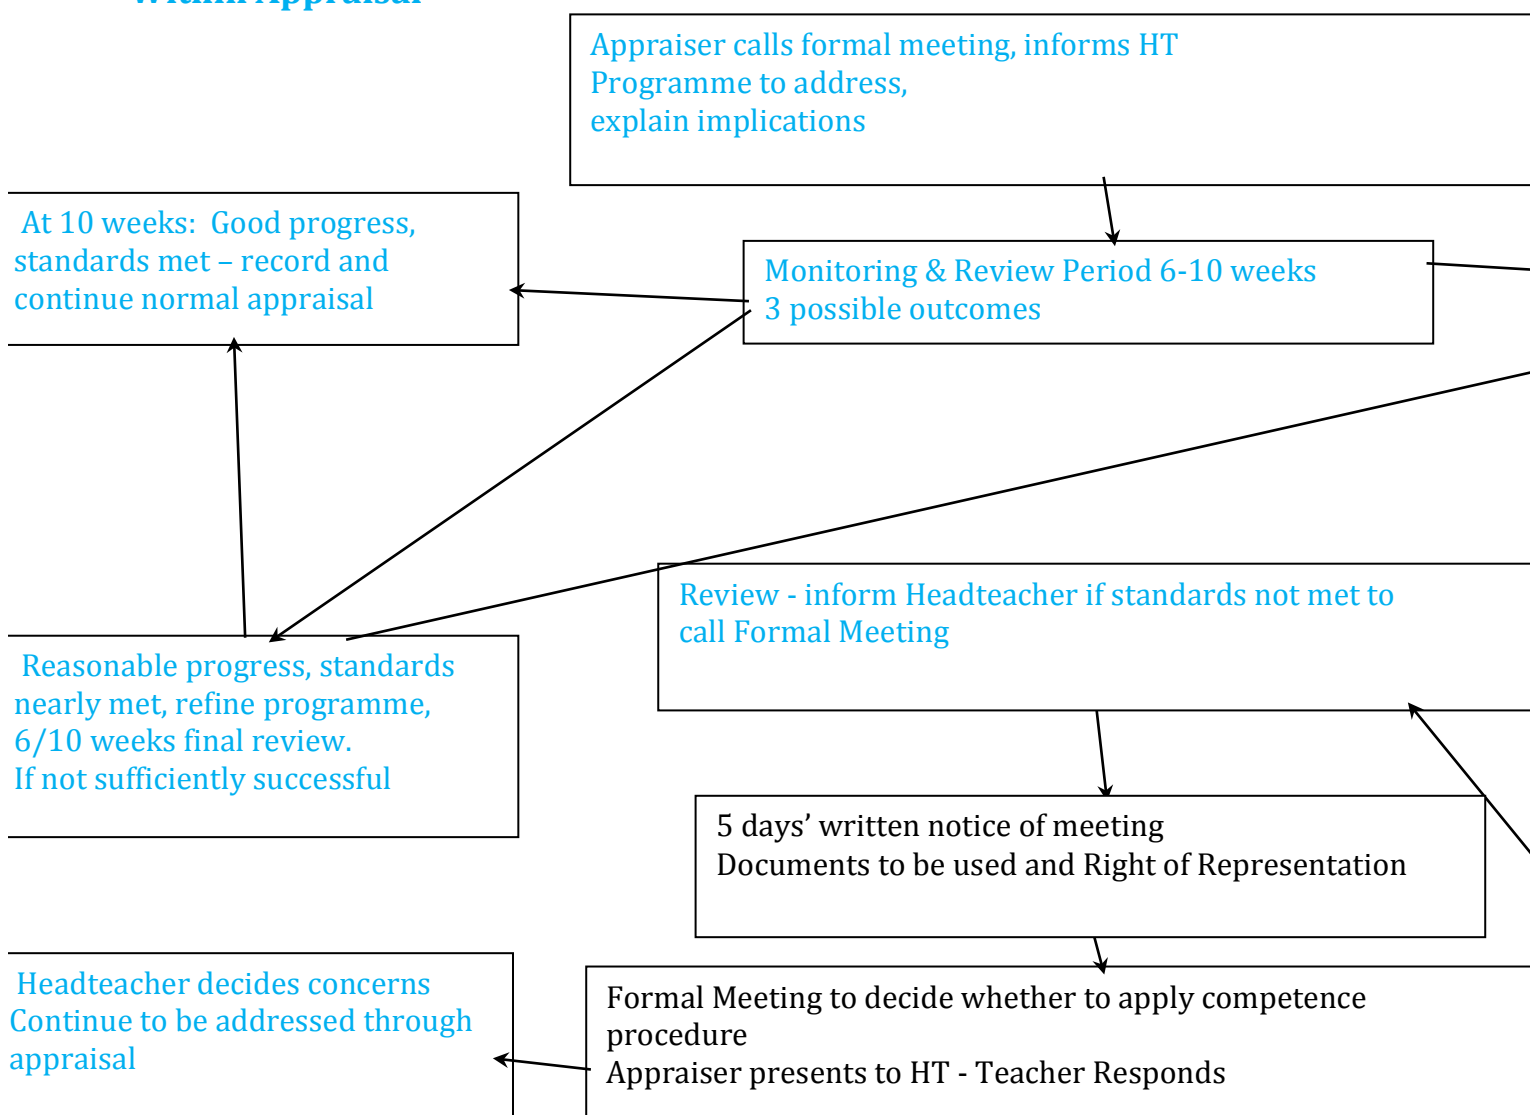 Within Appraisal
Appraiser calls formal meeting, informs HT
Programme to address,
explain implications
At 10 weeks:  Good progress,
standards met – record and
continue normal appraisal
Monitoring & Review Period 6-10 weeks
3 possible outcomes
Review - inform Headteacher if standards not met to
call Formal Meeting
Reasonable progress, standards
nearly met, refine programme,
6/10 weeks final review.
If not sufficiently successful
5 days’ written notice of meeting
Documents to be used and Right of Representation
Headteacher decides concerns
Continue to be addressed through
appraisal
Formal Meeting to decide whether to apply competence
procedure
Appraiser presents to HT - Teacher Responds